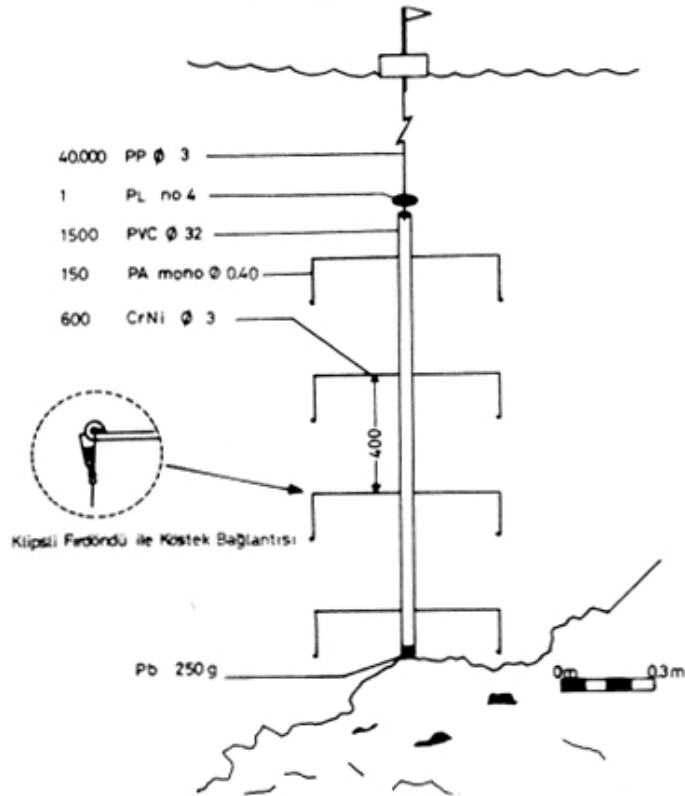 40.000 PP Ø 3
1 PL no 4
1500 PVC Ø 32
150 PA mono Ø 0.40
600 CrNi Ø 3
400
Klipsli Fırdöndü ile Köstek Bağlantısı
Pb 250 g
0m 0.3 m